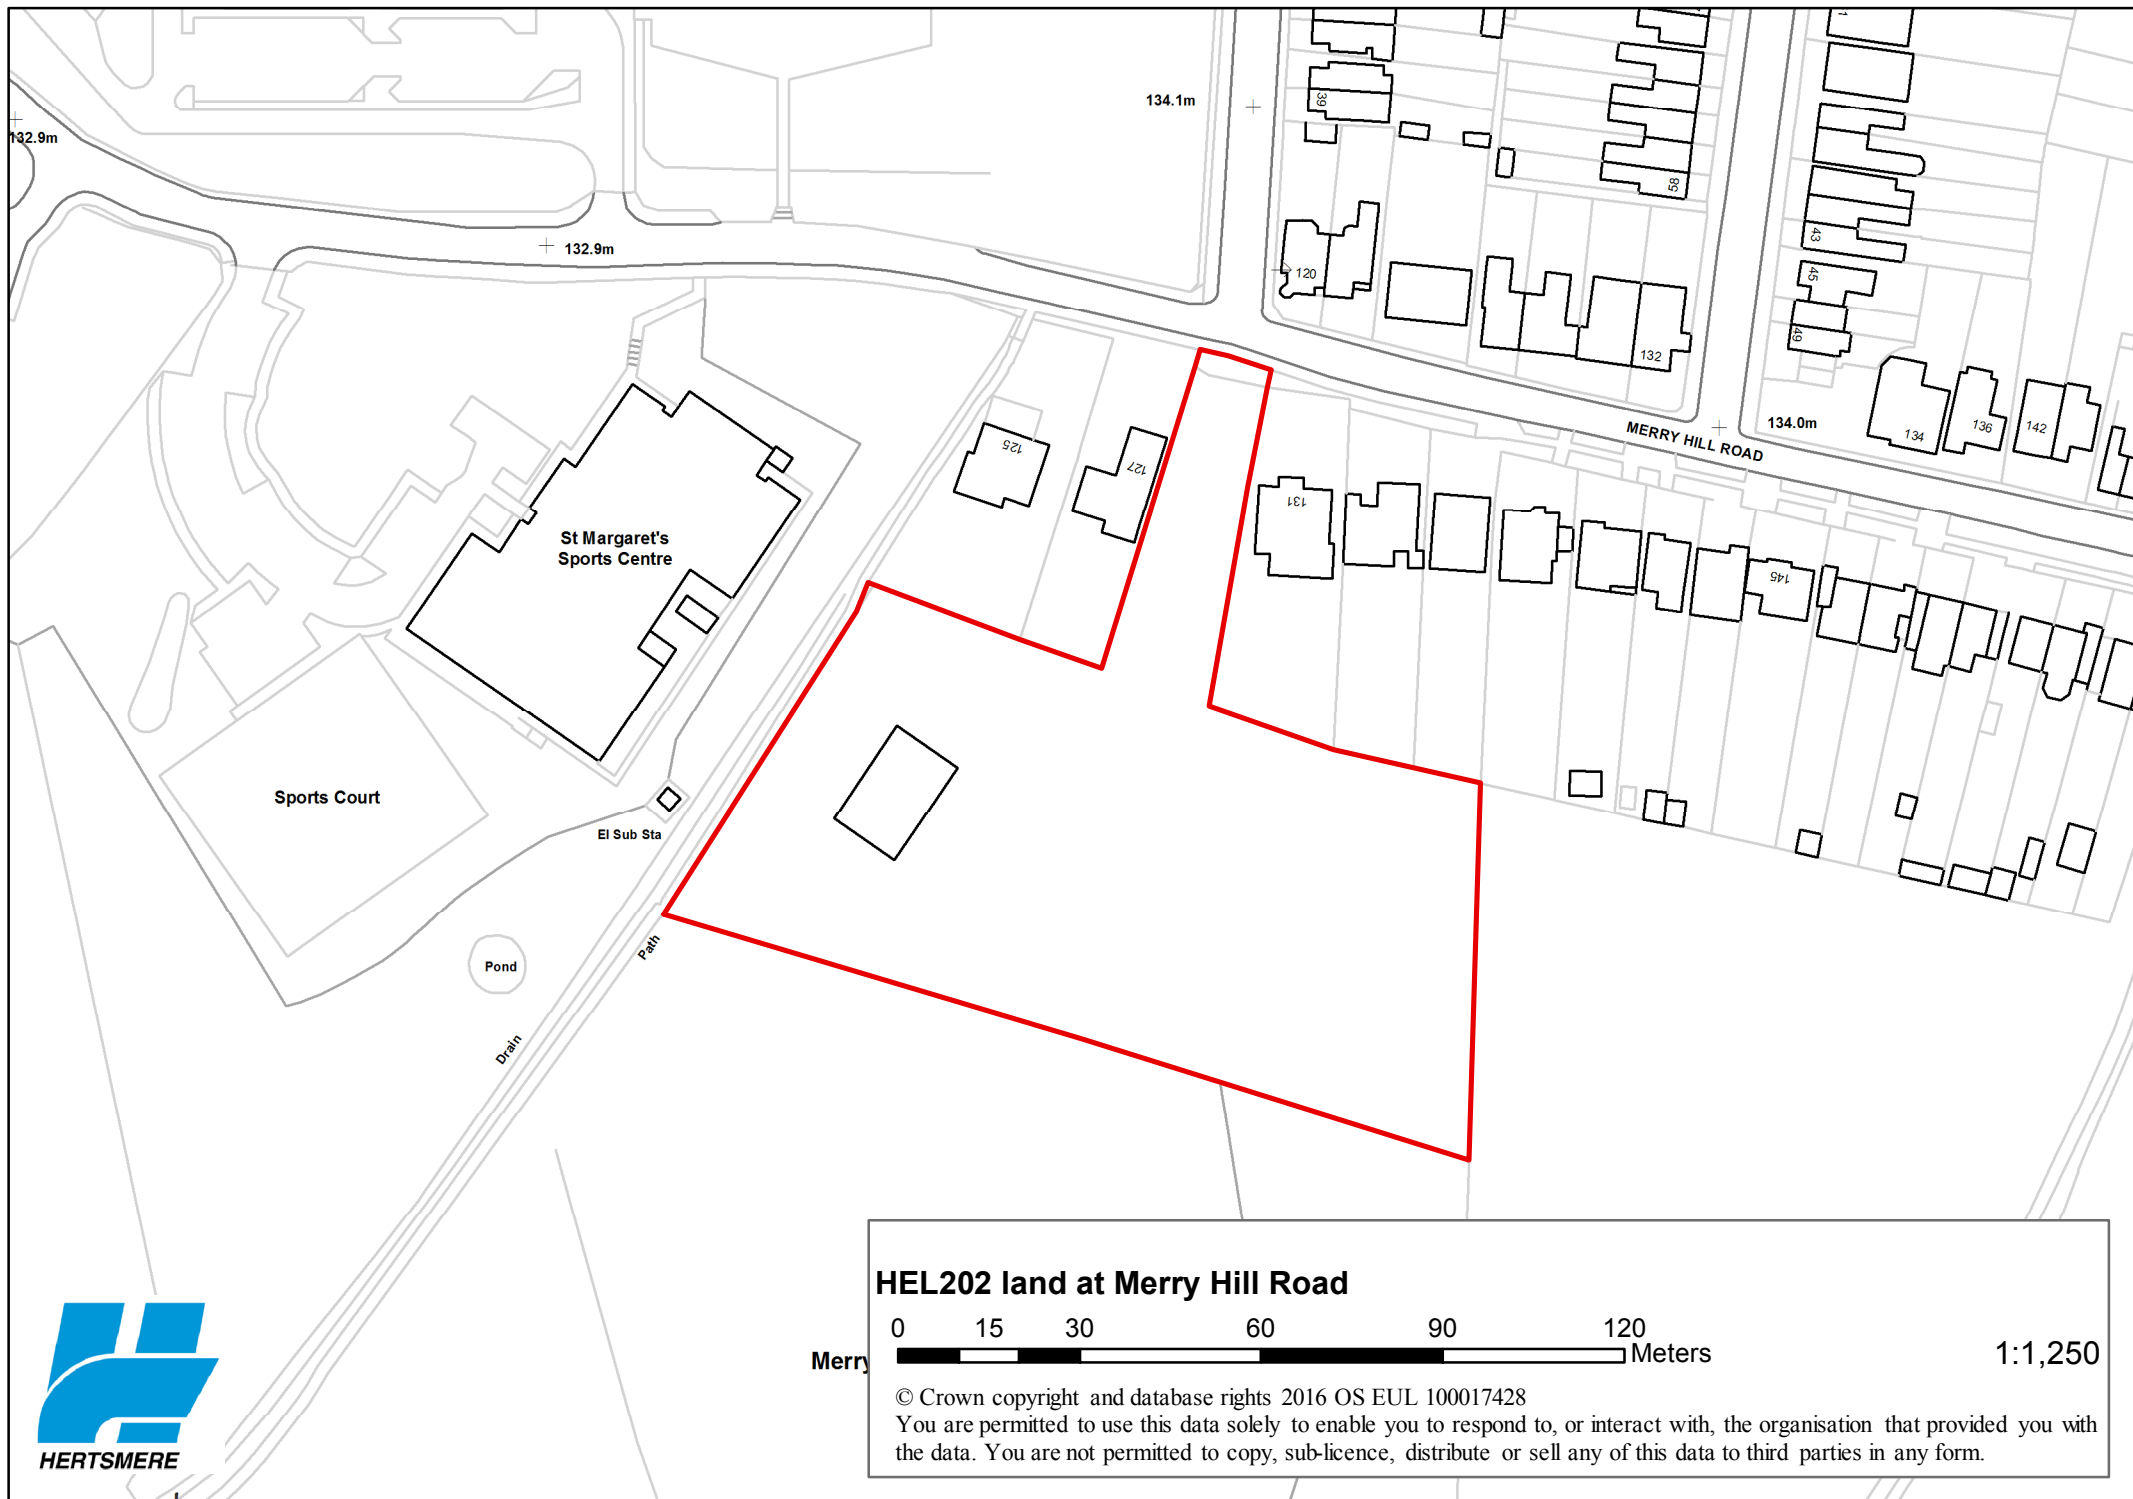 134.1m
39
132.9m
58
132.9m
43
120
45
49
132
134.0m
MERRY HILL ROAD
134
136
142
125
127
131
St Margaret's
Sports Centre
145
Sports Court
El Sub Sta
Path
Pond
Drain
HEL202 land at Merry Hill Road
0 15 30 60 90 120
Meters
1:1,250
Merry
© Crown copyright and database rights 2016 OS EUL 100017428
You are permitted to use this data solely to enable you to respond to, or interact with, the organisation that provided you with
the data. You are not permitted to copy, sub-licence, distribute or sell any of this data to third parties in any form.
HERTSMERE